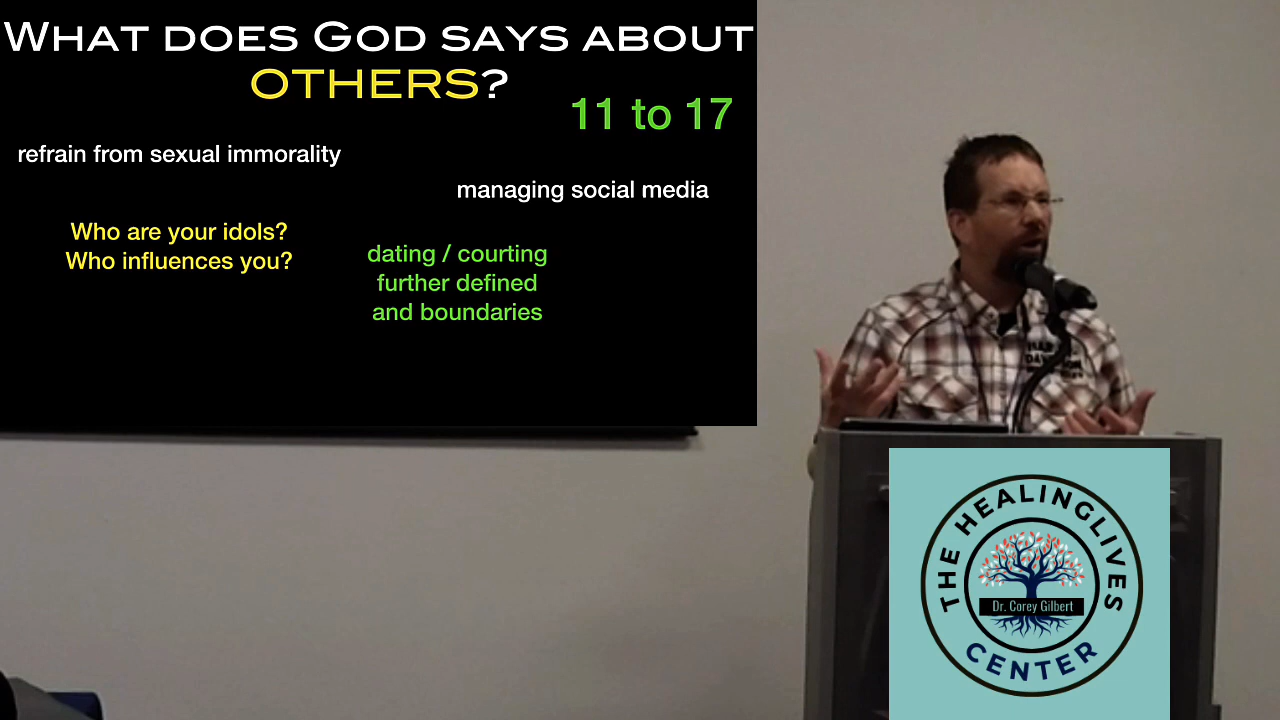 WHAT DOES GOD SAYS ABOUT
OTHERS?
11 to 17
refrain from sexual immorality
managing social media
Who are your idols?
Who influences you?
dating / courting
further defined
and boundaries
THE HEALINGLIVES
Dr. Corey Gilbert
CENTER